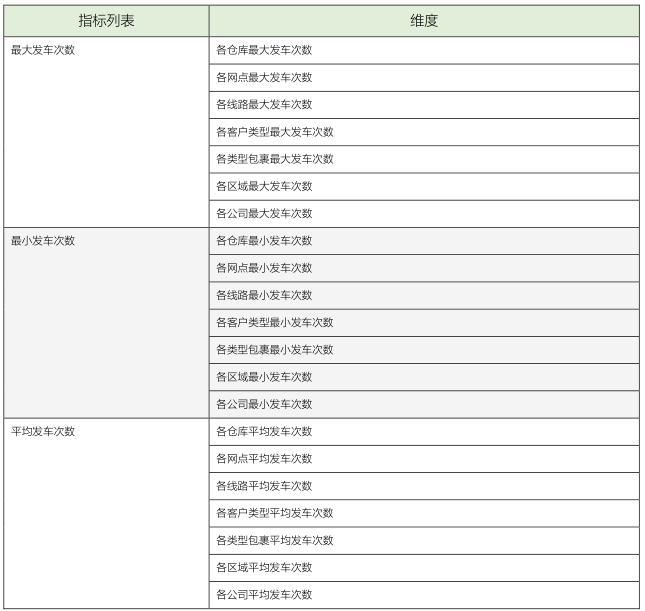 指标列表
维度
最大发车次数
各仓库最大发车次数
各网点最大发车次数
各线路最大发车次数
各客户类型最大发车次数
各类型包裹最大发车次数
各区域最大发车次数
各公司最大发车次数
最小发车次数
各仓库最小发车次数
各网点最小发车次数
各线路最小发车次数
各客户类型最小发车次数
各类型包裹最小发车次数
各区域最小发车次数
各公司最小发车次数
平均发车次数
各仓库平均发车次数
各网点平均发车次数
各线路平均发车次数
各客户类型平均发车次数
各类型包裹平均发车次数
各区域平均发车次数
各公司平均发车次数